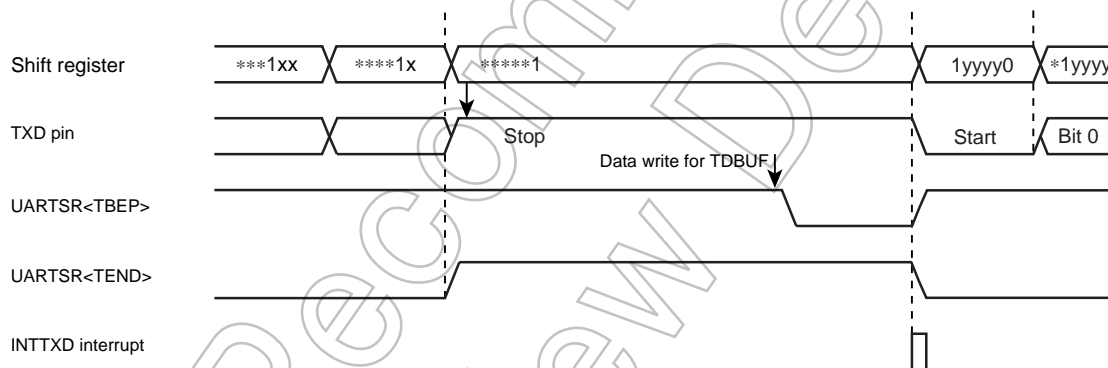 Shift register ***1xx ****1x *****1 1yyyy0 *1yyyy
TXD pin Stop Start Bit 0
Data write for TDBUF
UARTSR<TBEP>
UARTSR<TEND>
INTTXD interrupt